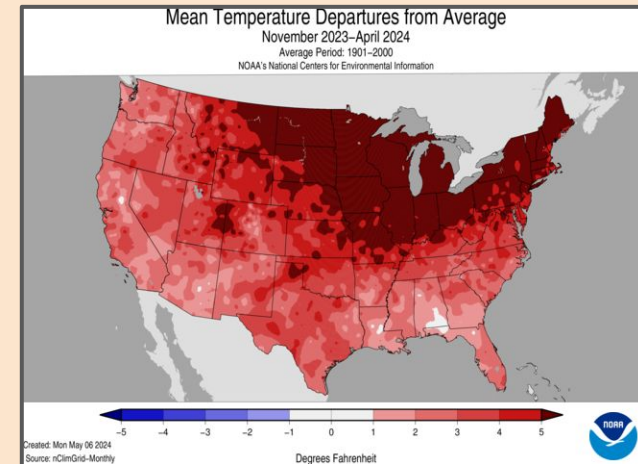 Mean Temperature Departures from Average
November 2023–April 2024
Average Period: 1901–2000
NOAA's National Centers for Environmental Information
-5 -4 -3 -2 -1 0 1 2 3 4 5
Created: Mon May 06 2024
Source: nClimGrid-Monthly
Degrees Fahrenheit
NOAA